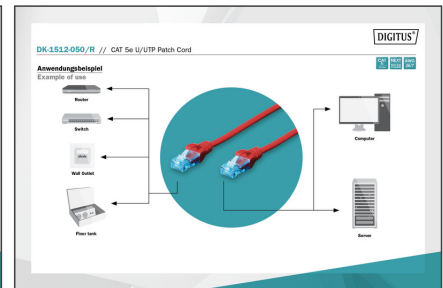 DIGITUS®
DK-1512-050/R // CAT 5e U/UTP Patch Cord
Anwendungsbeispiel
Example of use
Router
Switch
Wall Outlet
Floor tank
Computer
Server